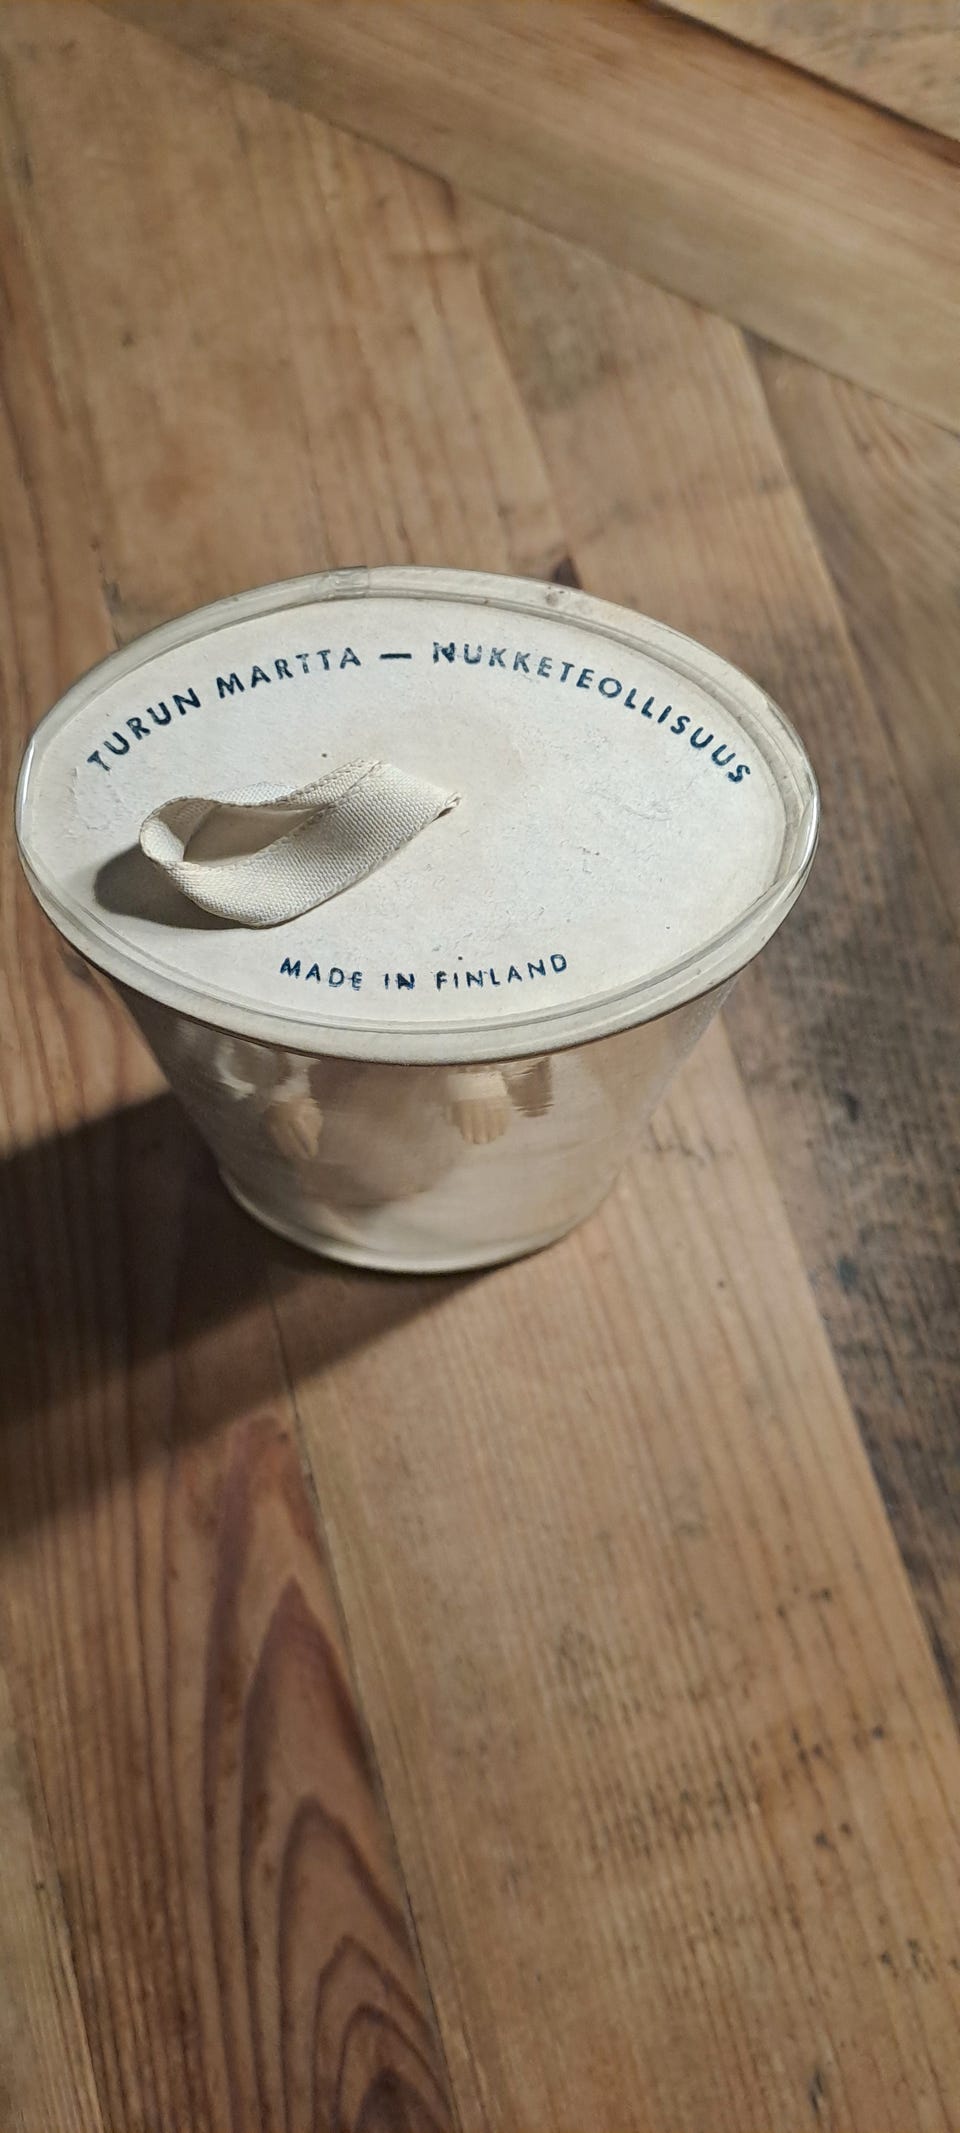 TURUN MARTTA — NUKKETEOLLISUUS
MADE IN FINLAND